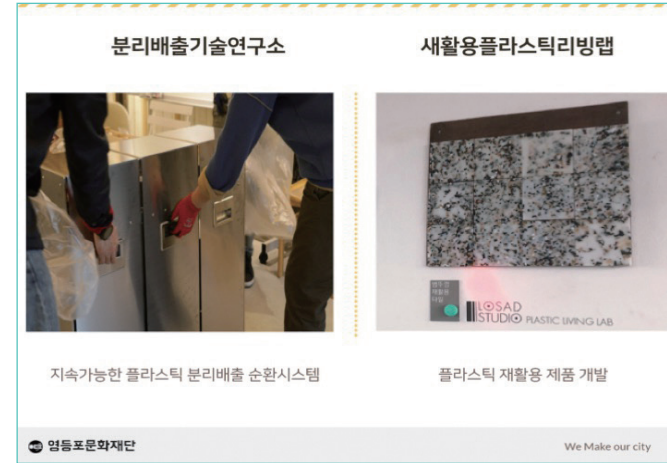 분리배출기술연구소
새활용플라스틱리빙랩
LOSAD
STUDIO PLASTIC LIVING LAB
지속가능한 플라스틱 분리배출 순환시스템
플라스틱 재활용 제품 개발
영등포문화재단
We Make our city